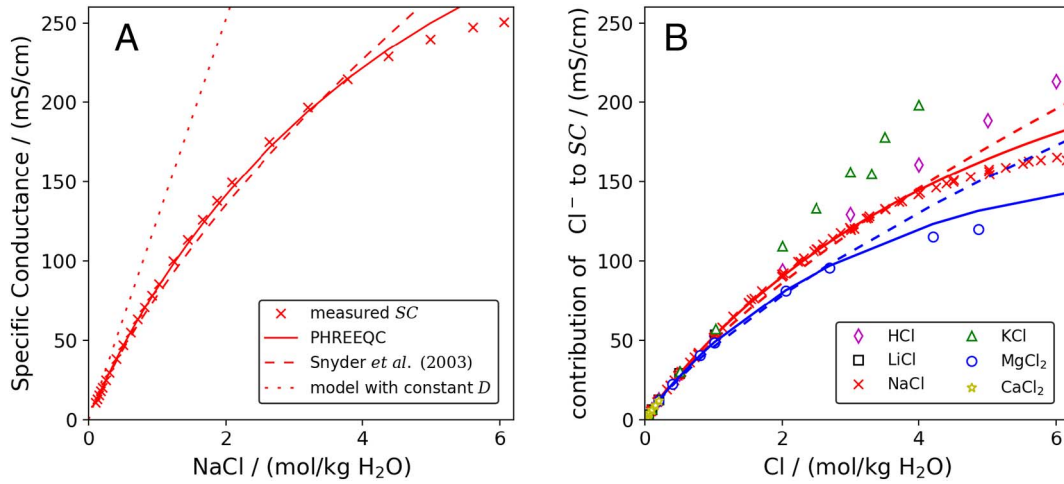 A
Specific Conductance / (mS/cm)
250
200
150
100
50
0
0
2
4
6
NaCl / (mol/kg H₂O)
measured SC
PHREEQC
Snyder et al. (2003)
model with constant D
B
contribution of Cl⁻ to SC / (mS/cm)
250
200
150
100
50
0
0
2
4
6
Cl / (mol/kg H₂O)
HCl
LiCl
NaCl
KCl
MgCl₂
CaCl₂